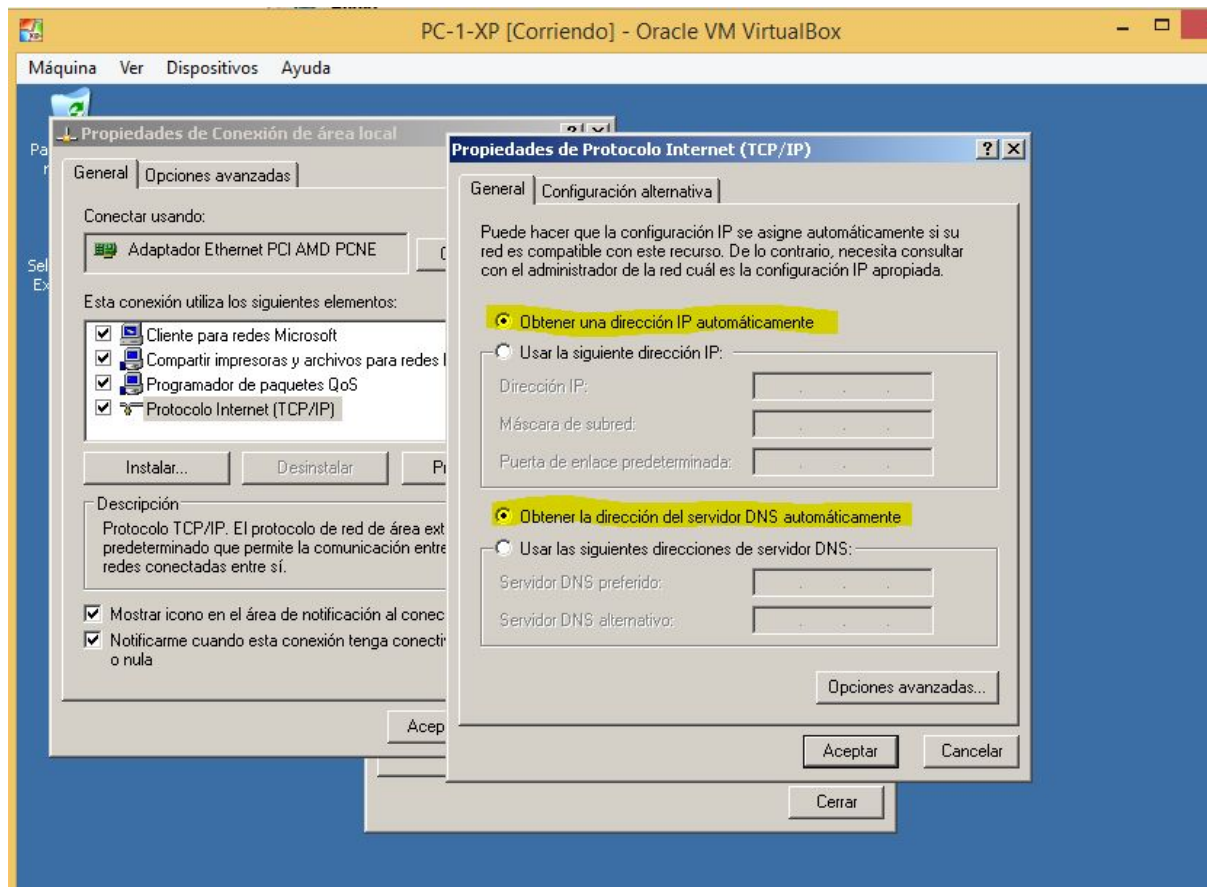 PC-1-XP [Corriendo] - Oracle VM VirtualBox
Máquina Ver Dispositivos Ayuda
Propiedades de Conexión de área local
General
Opciones avanzadas
Conectar usando:
Adaptador Ethernet PCI AMD PCNE
Esta conexión utiliza los siguientes elementos:
Cliente para redes Microsoft
Compartir impresoras y archivos para redes
Programador de paquetes QoS
Protocolo Internet (TCP/IP)
Instalar...
Desinstalar
Descripción
Protocolo TCP/IP. El protocolo de red de área ext
predeterminado que permite la comunicación entre
redes conectadas entre sí.
Mostrar icono en el área de notificación al conec
Notificarme cuando esta conexión tenga conecti
o nula
Acep
Propiedades de Protocolo Internet (TCP/IP)
General
Configuración alternativa
Puede hacer que la configuración IP se asigne automáticamente si su
red es compatible con este recurso. De lo contrario, necesita consultar
con el administrador de la red cuál es la configuración IP apropiada.
Obtener una dirección IP automáticamente
Usar la siguiente dirección IP:
Dirección IP:
Máscara de subred:
Puerta de enlace predeterminada:
Obtener la dirección del servidor DNS automáticamente
Usar las siguientes direcciones de servidor DNS:
Servidor DNS preferido:
Servidor DNS alternativo:
Opciones avanzadas...
Aceptar
Cancelar
Cerrar